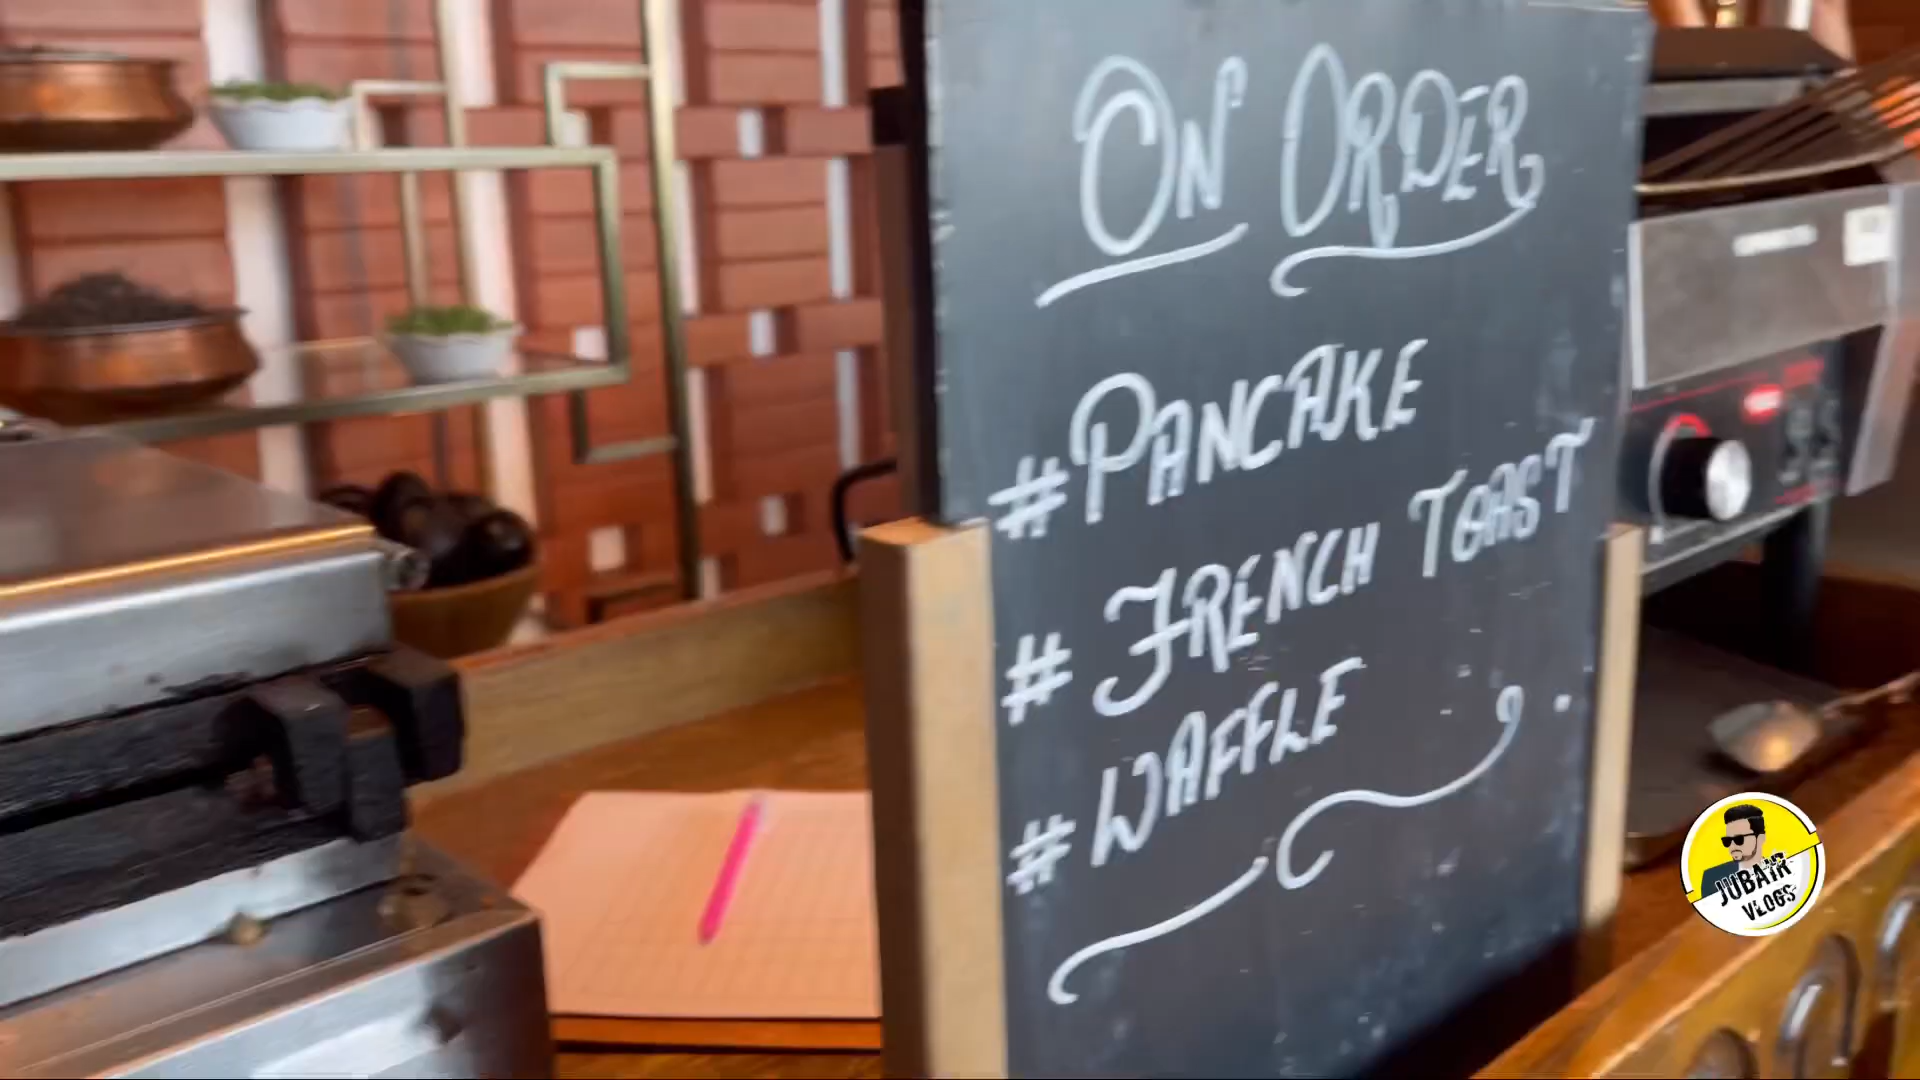 ON ORDER
#PANCAKE
# FRENCH TOAST
# WAFFLE
JUBAIR
VLOGS